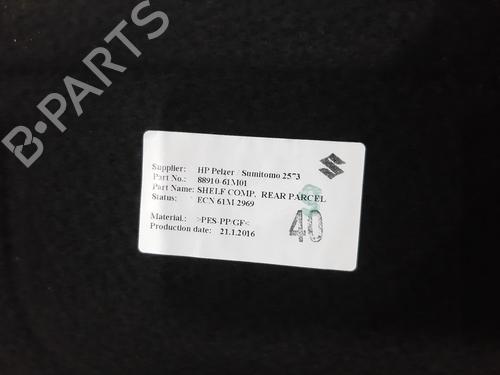 B-PARTS
Supplier: HP Pelzer / Sumitomo 2573
Part No.: 88910-61M01
Part Name: SHELF COMP, REAR PARCEL
Status: ECN 61M 2969
Material.: >PES-PP/GF<
Production date: 21.1.2016
40